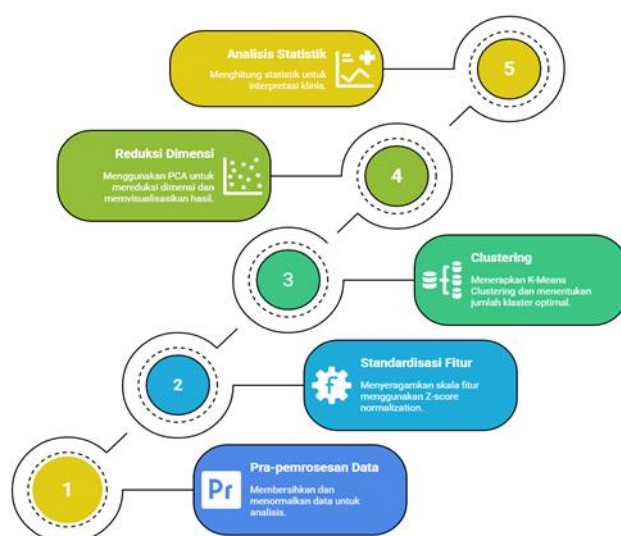 5
Analisis Statistik
Menghitung statistik untuk
interpretasi klinis.
4
Reduksi Dimensi
Menggunakan PCA untuk
mereduksi dimensi dan
memvisualisasikan hasil.
3
Clustering
Menerapkan K-Means
Clustering dan menentukan
jumlah klaster optimal.
2
f
Standardisasi Fitur
Menyeragamkan skala fitur
menggunakan Z-score
normalization.
1
Pr
Pra-pemrosesan Data
Membersihkan dan
menormalkan data untuk
analisis.